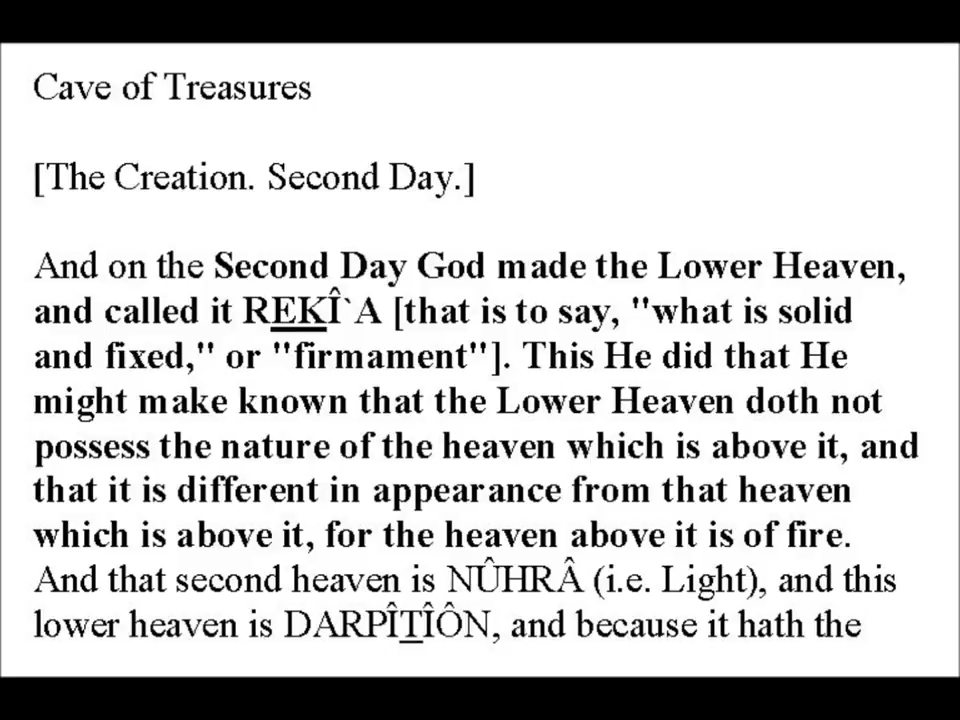 Cave of Treasures
[The Creation. Second Day.]
And on the Second Day God made the Lower Heaven,
and called it REKÎ`A [that is to say, "what is solid
and fixed," or "firmament"]. This He did that He
might make known that the Lower Heaven doth not
possess the nature of the heaven which is above it, and
that it is different in appearance from that heaven
which is above it, for the heaven above it is of fire.
And that second heaven is NÛHRÂ (i.e. Light), and this
lower heaven is DARPÎTÎÔN, and because it hath the